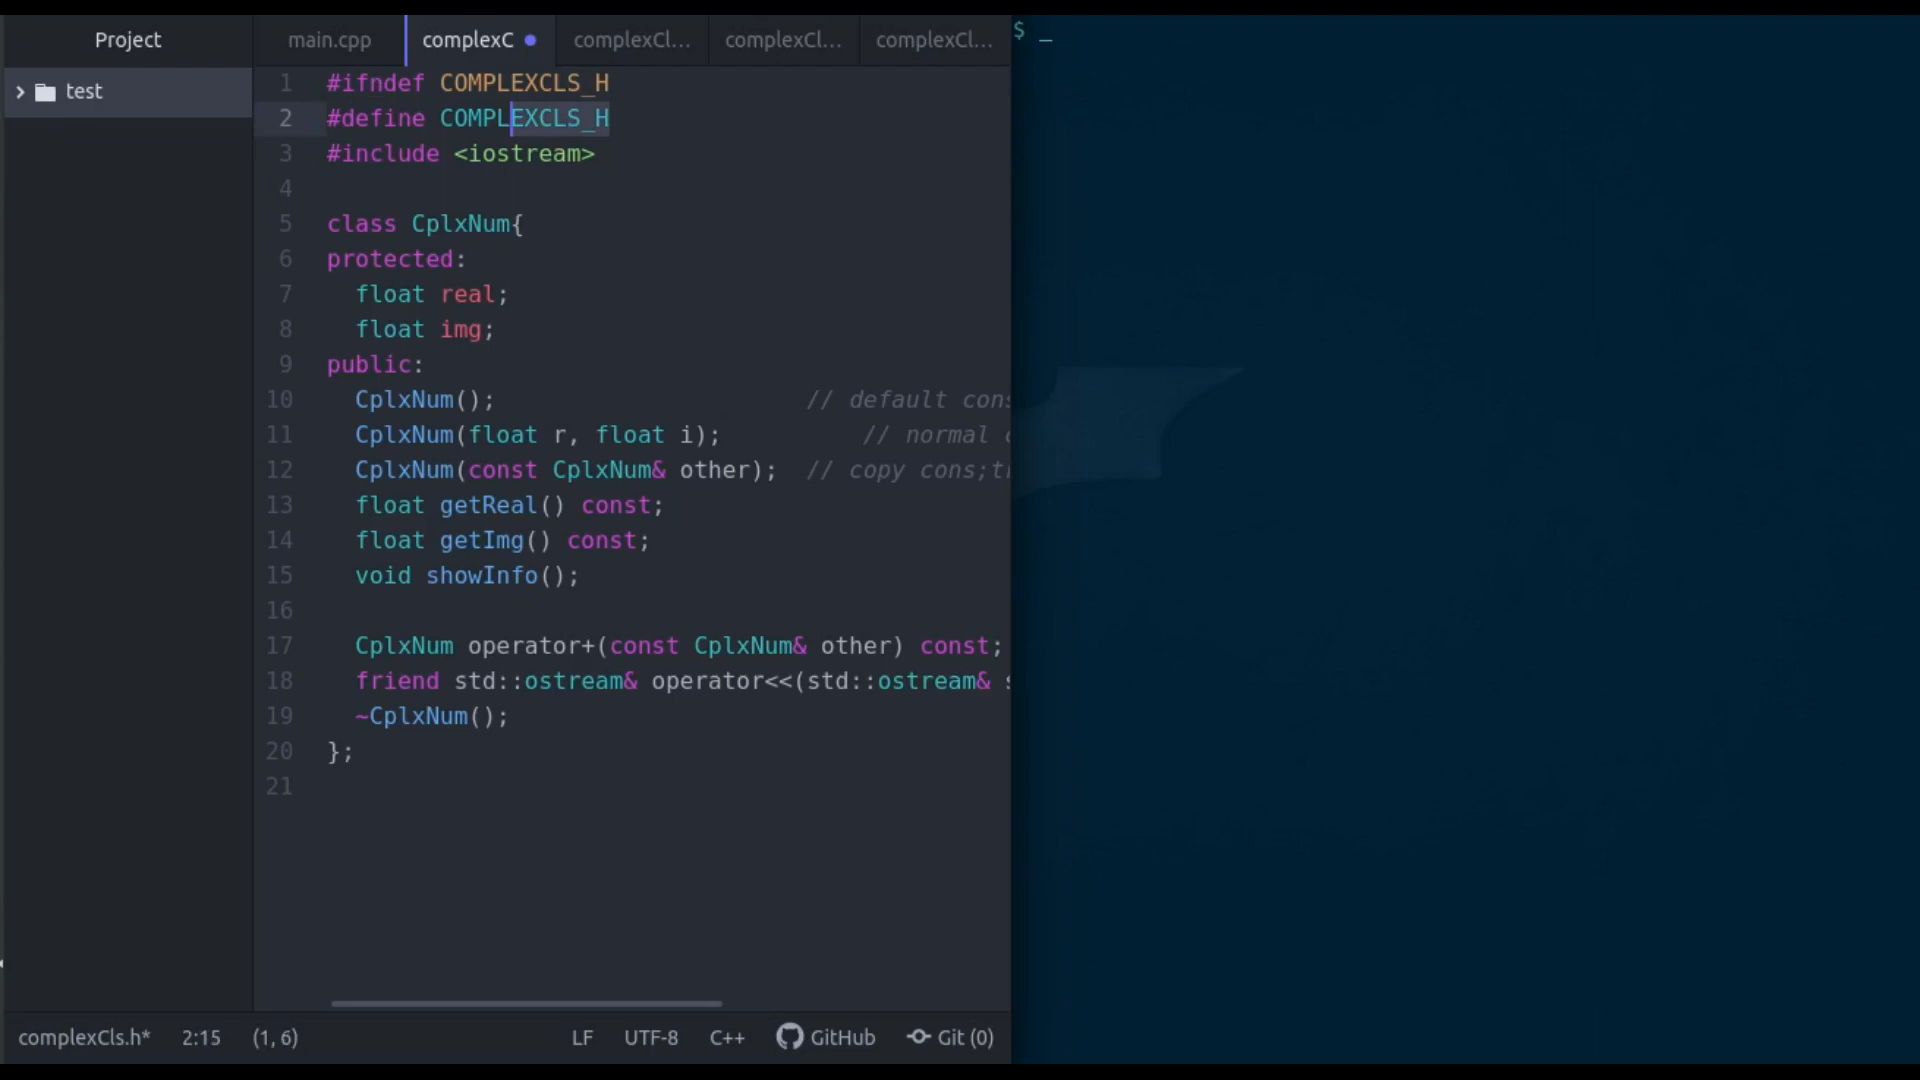 Project
test
main.cpp
complexC
complexCl...
complexCl...
complexCl...
1 #ifndef COMPLEXCLS_H
2 #define COMPLEXCLS_H
3 #include <iostream>
4
5 class CplxNum{
6 protected:
7 float real;
8 float img;
9 public:
10 CplxNum(); // default con
11 CplxNum(float r, float i); // normal
12 CplxNum(const CplxNum& other); // copy cons;t
13 float getReal() const;
14 float getImg() const;
15 void showInfo();
16
17 CplxNum operator+(const CplxNum& other) const;
18 friend std::ostream& operator<<(std::ostream&
19 ~CplxNum();
20 };
21
complexCls.h* 2:15 (1, 6) LF UTF-8 C++ GitHub Git (0)
$ _